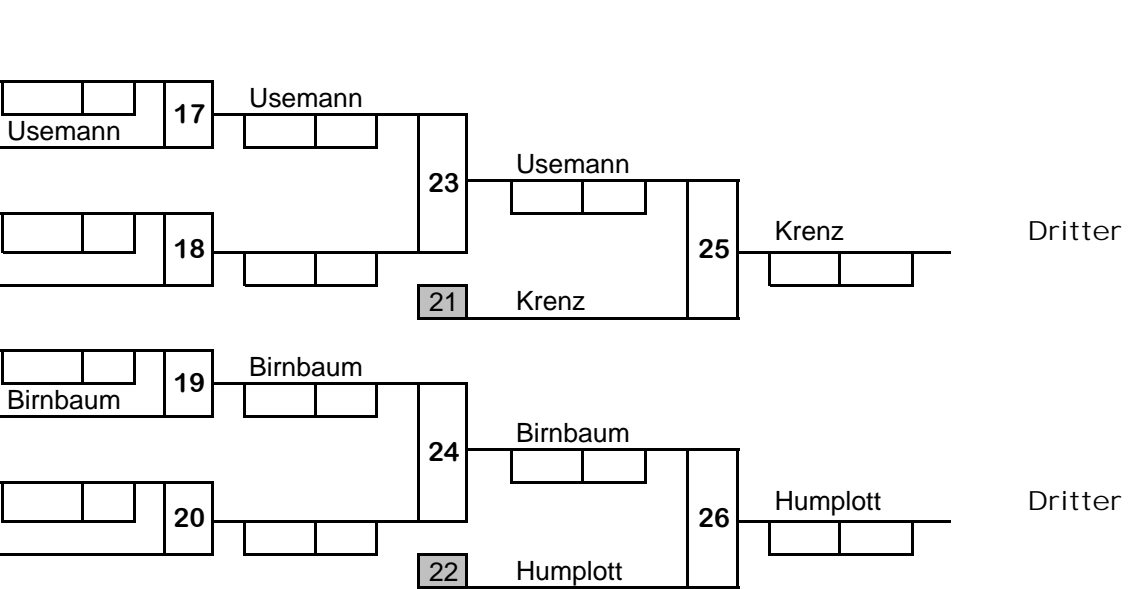 Usemann
17
Usemann
23
Usemann
18
25
Krenz
Dritter
21
Krenz
Birnbaum
19
Birnbaum
24
Birnbaum
20
26
Humplott
Dritter
22
Humplott